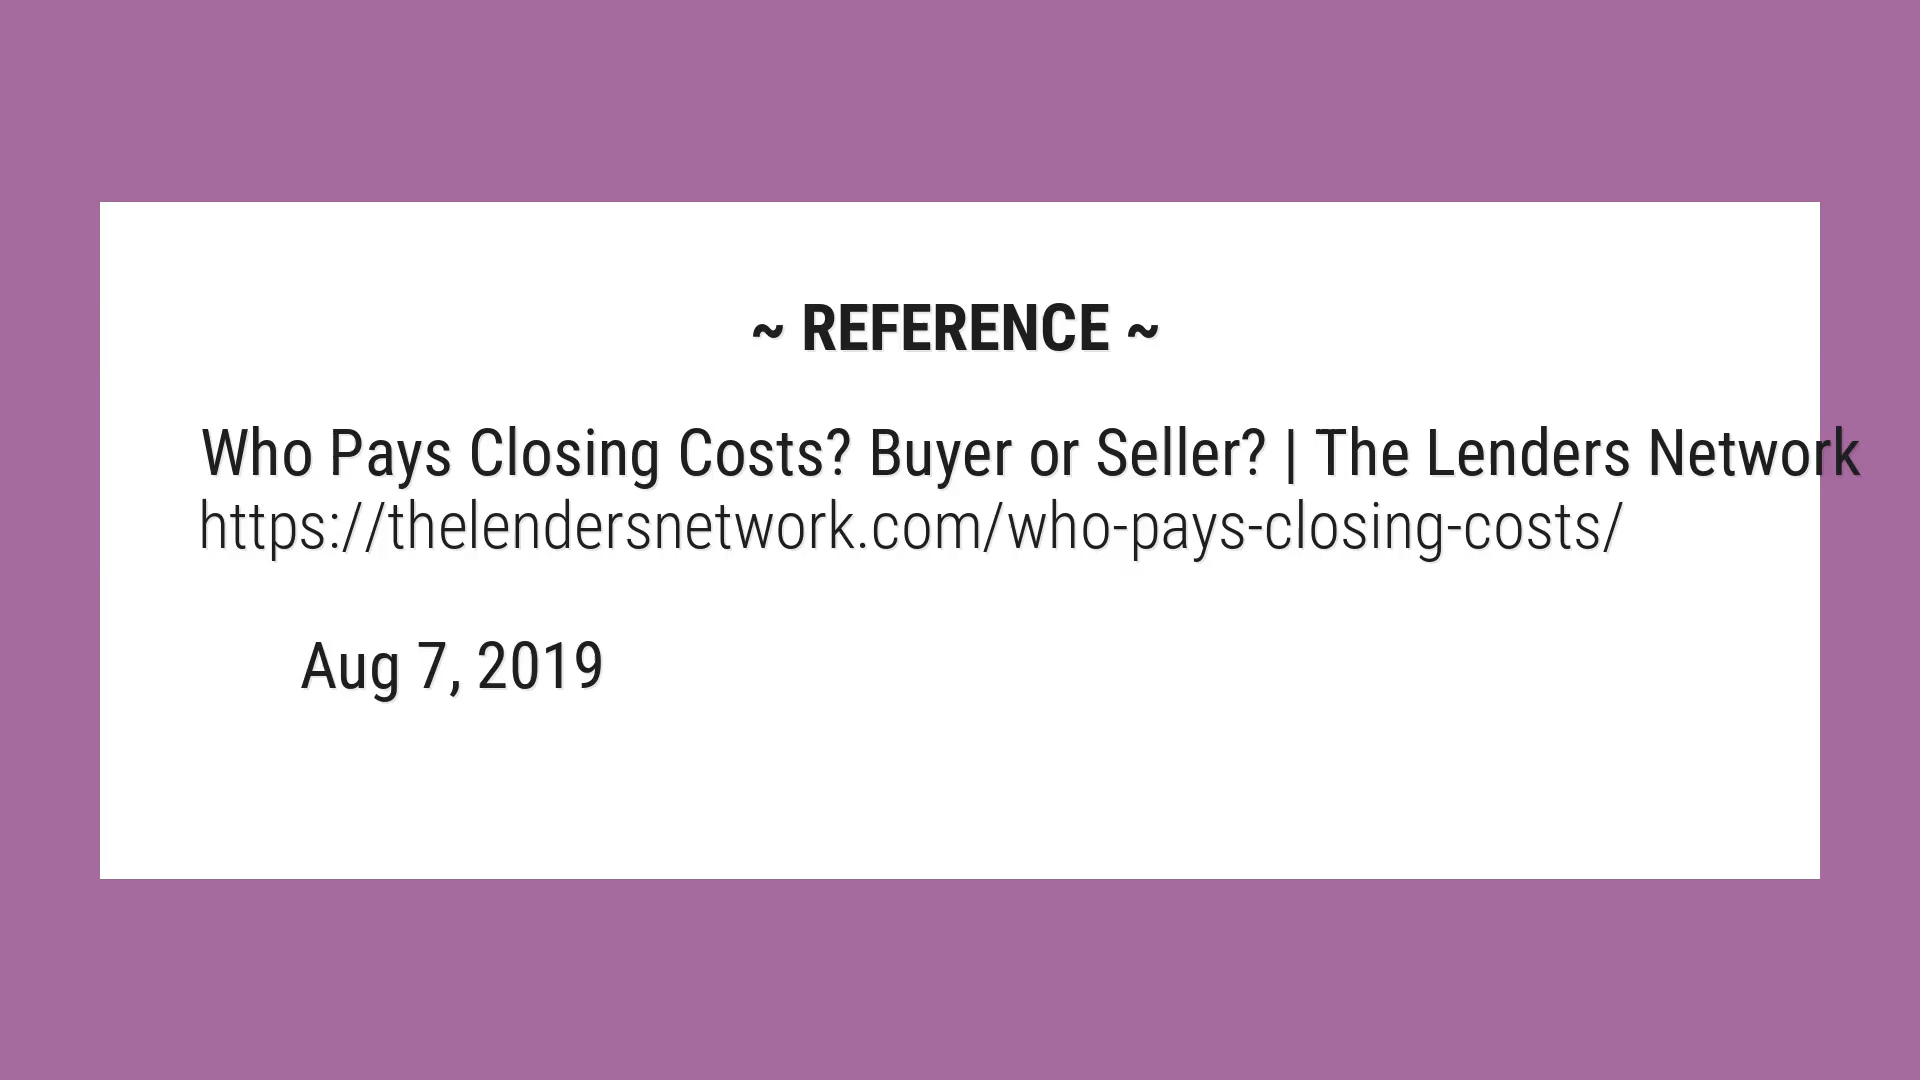 ~ REFERENCE ~
Who Pays Closing Costs? Buyer or Seller? | The Lenders Network
https://thelendersnetwork.com/who-pays-closing-costs/
Aug 7, 2019